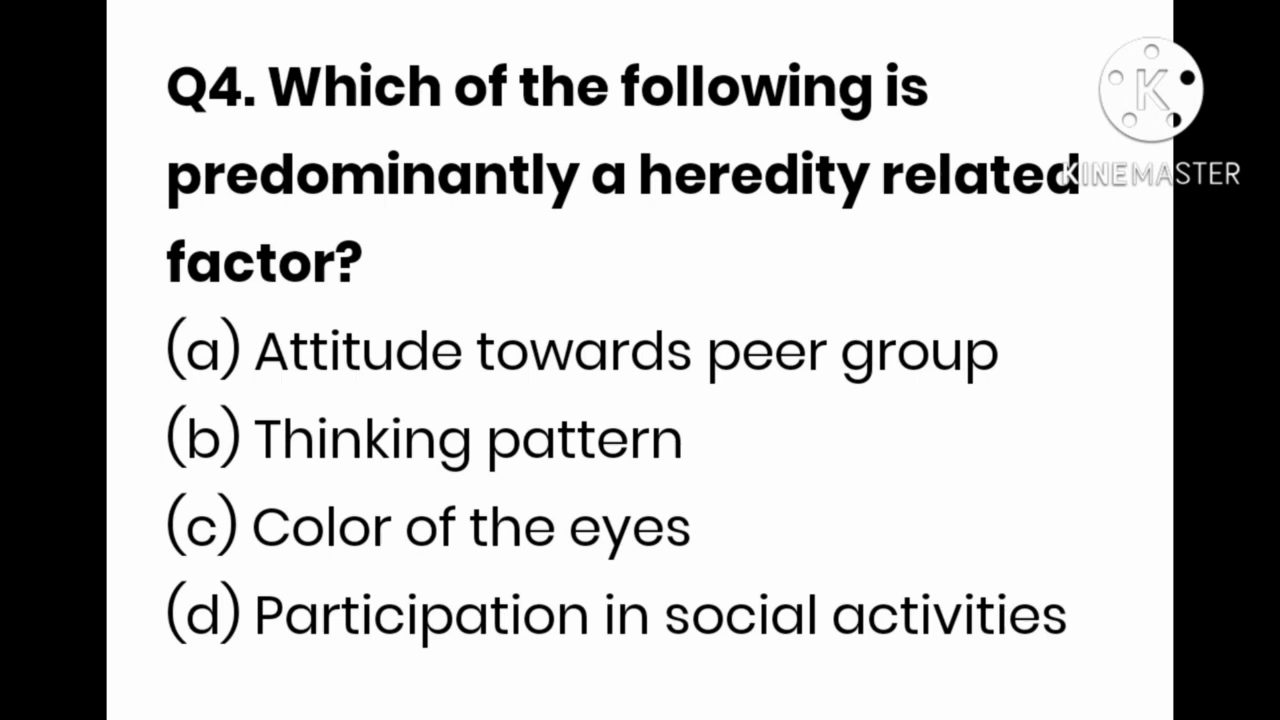 Q4. Which of the following is
predominantly a heredity related
factor?
(a) Attitude towards peer group
(b) Thinking pattern
(c) Color of the eyes
(d) Participation in social activities
K
KINEMASTER